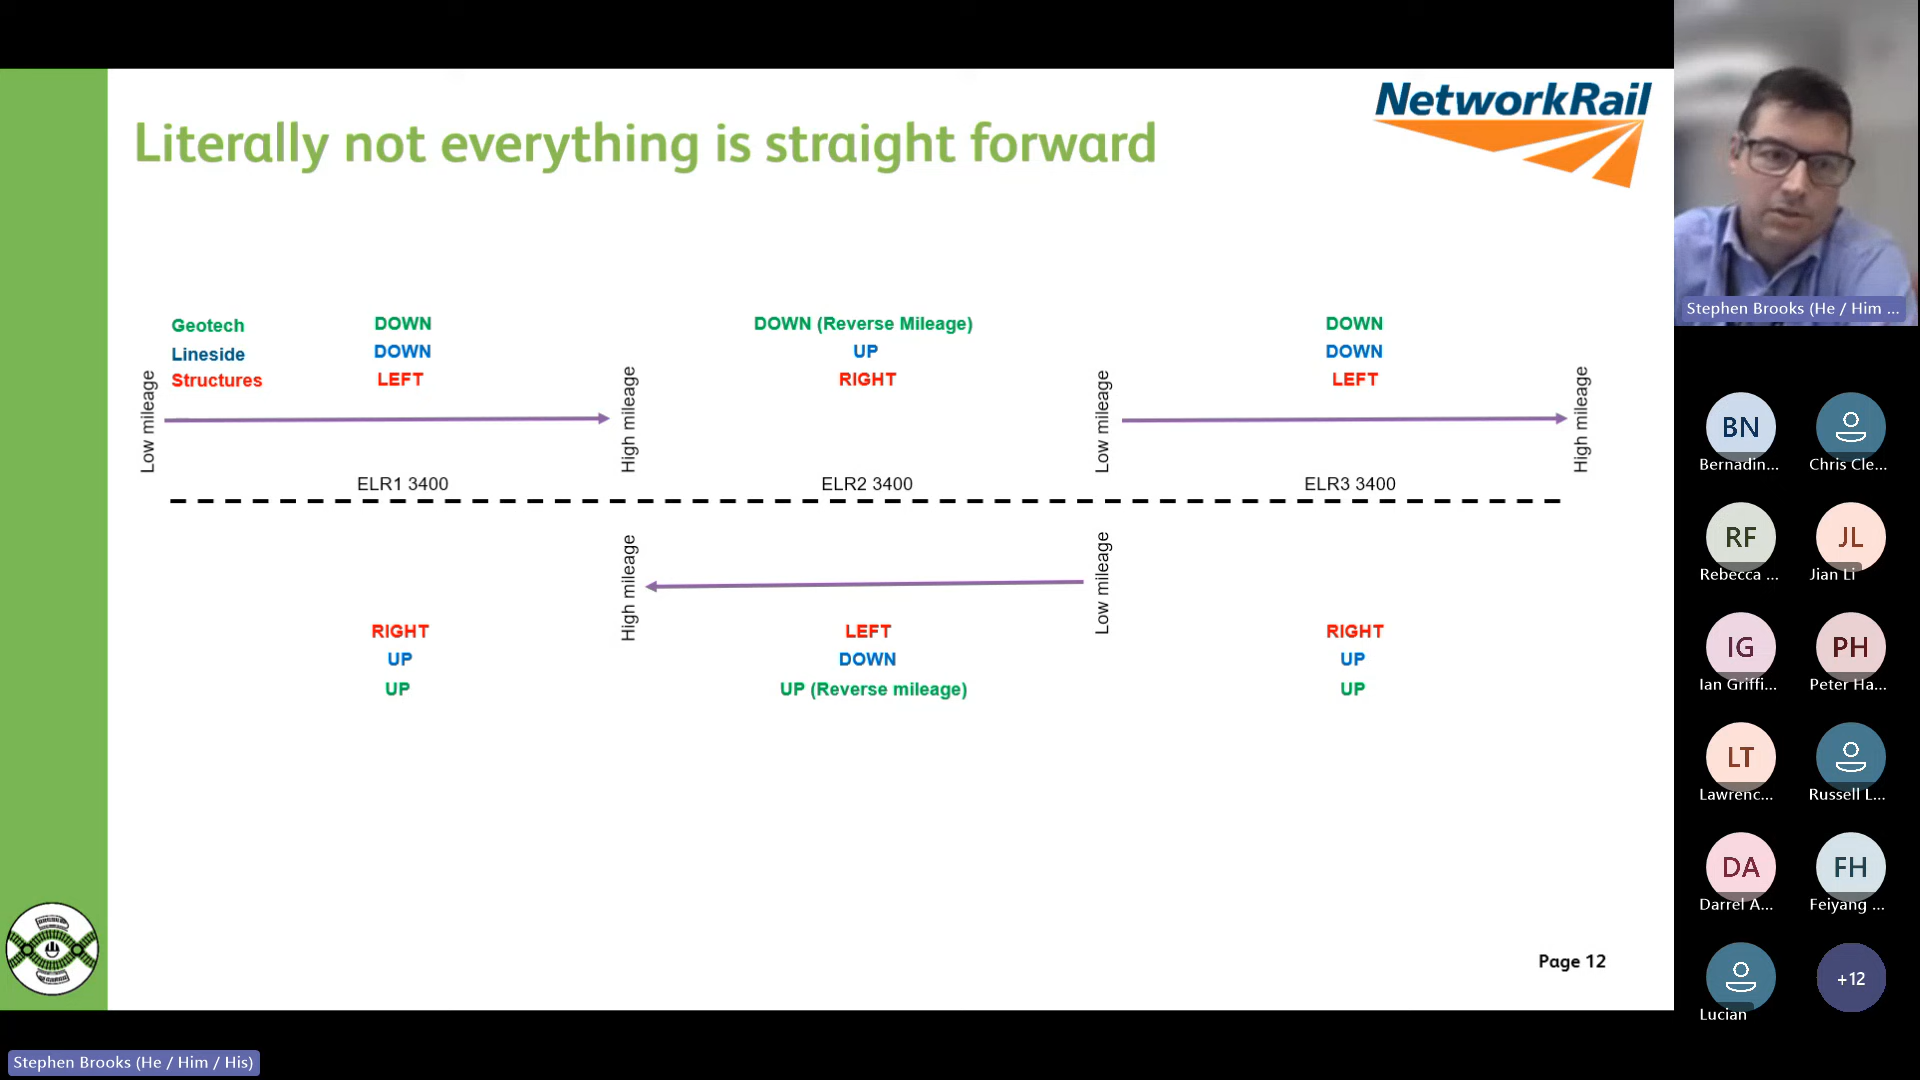 NetworkRail
Literally not everything is straight forward
Geotech
Lineside
Structures
DOWN
DOWN
LEFT
DOWN (Reverse Mileage)
UP
RIGHT
DOWN
DOWN
LEFT
Low mileage
High mileage
Low mileage
High mileage
ELR1 3400
ELR2 3400
ELR3 3400
High mileage
Low mileage
RIGHT
UP
UP
LEFT
DOWN
UP (Reverse mileage)
RIGHT
UP
UP
Page 12
Stephen Brooks (He / Him / His)
Stephen Brooks (He / Him ...
BN
Bernadin...
Chris Cle...
RF
Rebecca ...
JL
Jian Li
IG
Ian Griffi...
PH
Peter Ha...
LT
Lawrenc...
Russell L...
DA
Darrel A...
FH
Feiyang ...
Lucian
+12